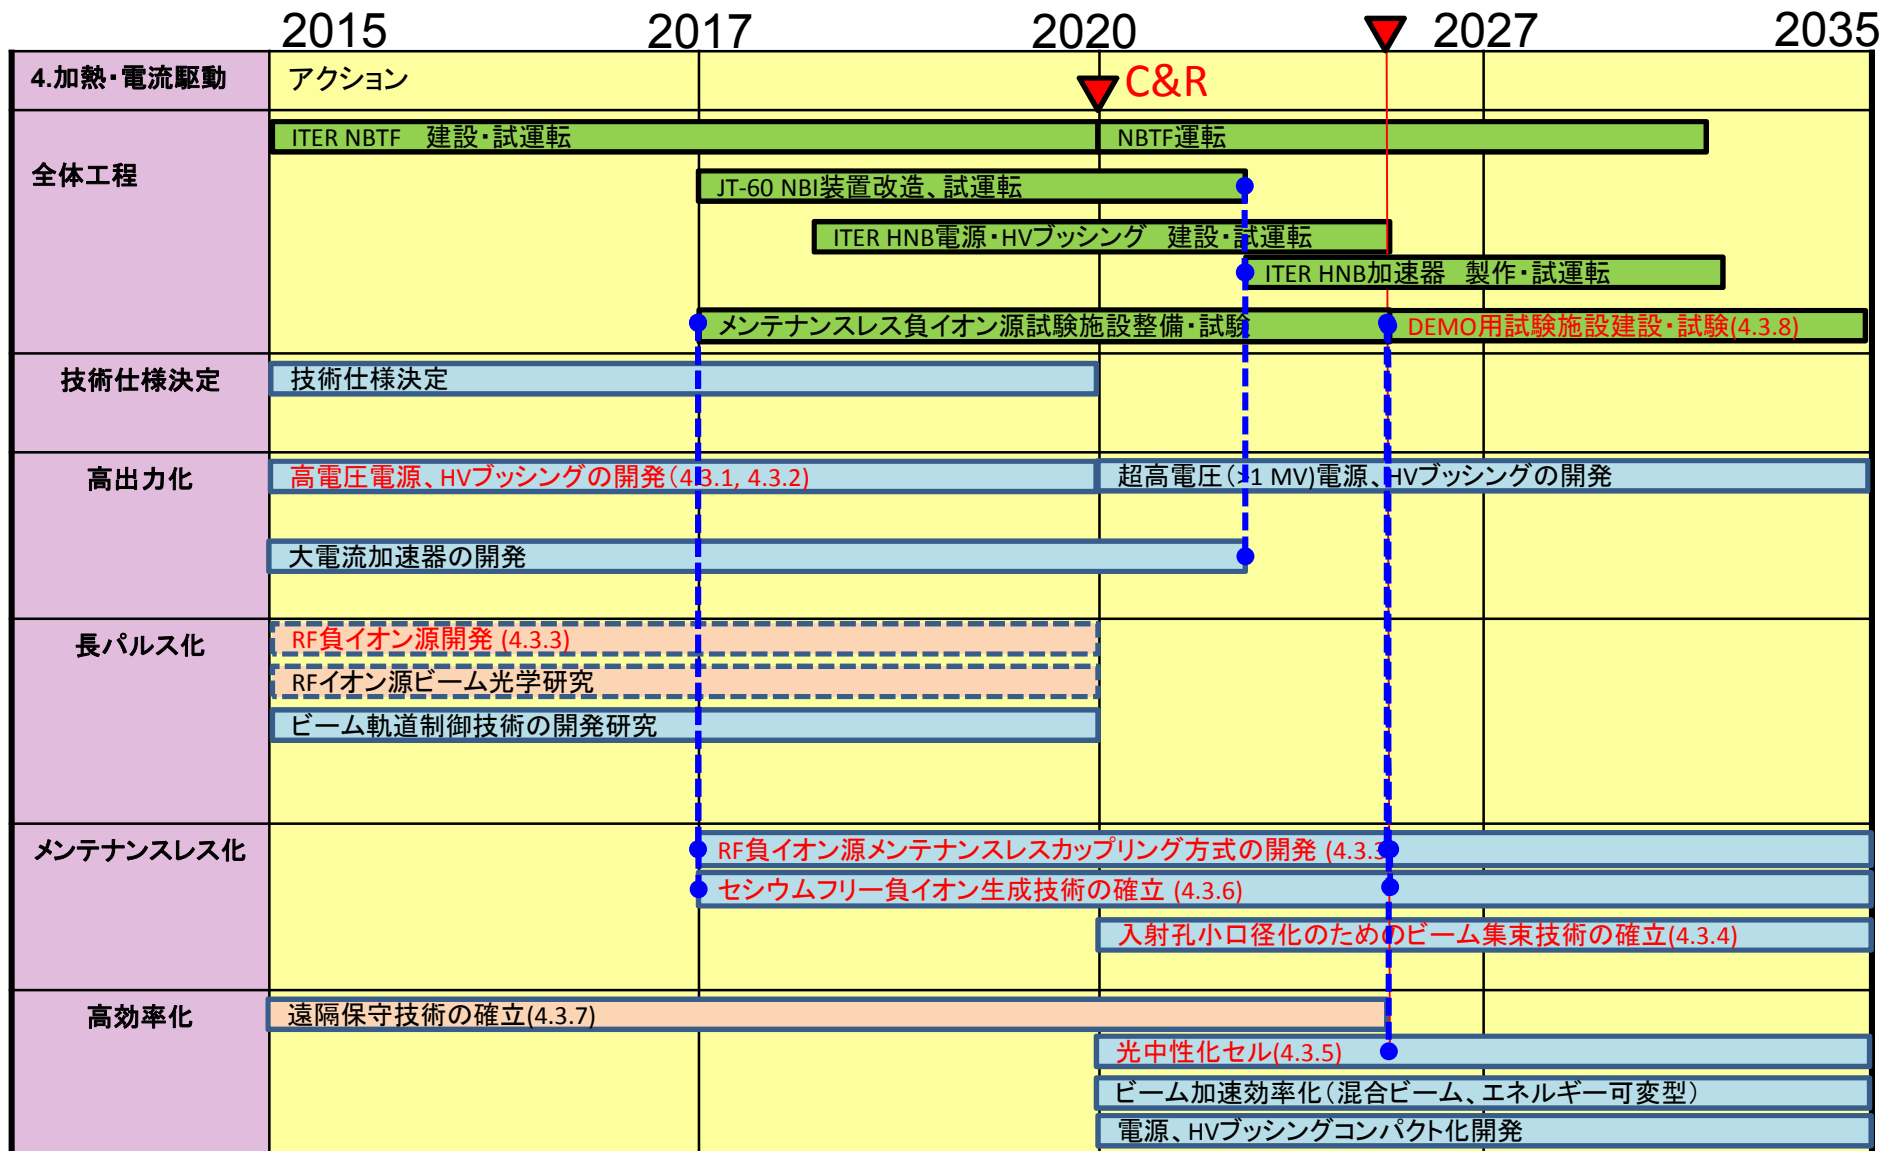 2015 2017 2020 2027 2035
4.加熱・電流駆動 アクション C&R
全体工程
ITER NBTF 建設・試運転 NBTF運転
JT-60 NBI装置改造、試運転
ITER HNB電源・HVブッシング 建設・試運転
ITER HNB加速器 製作・試運転
メンテナンスレス負イオン源試験施設整備・試験 DEMO用試験施設建設・試験(4.3.8)
技術仕様決定 技術仕様決定
高出力化 高電圧電源、HVブッシングの開発(4.3.1, 4.3.2) 超高電圧(>1 MV)電源、HVブッシングの開発
大電流加速器の開発
長パルス化 RF負イオン源開発 (4.3.3)
RFイオン源ビーム光学研究
ビーム軌道制御技術の開発研究
メンテナンスレス化 RF負イオン源メンテナンスレスカップリング方式の開発 (4.3.3
セシウムフリー負イオン生成技術の確立 (4.3.6)
入射孔小口径化のためのビーム集束技術の確立(4.3.4)
高効率化 遠隔保守技術の確立(4.3.7)
光中性化セル(4.3.5)
ビーム加速効率化(混合ビーム、エネルギー可変型)
電源、HVブッシングコンパクト化開発